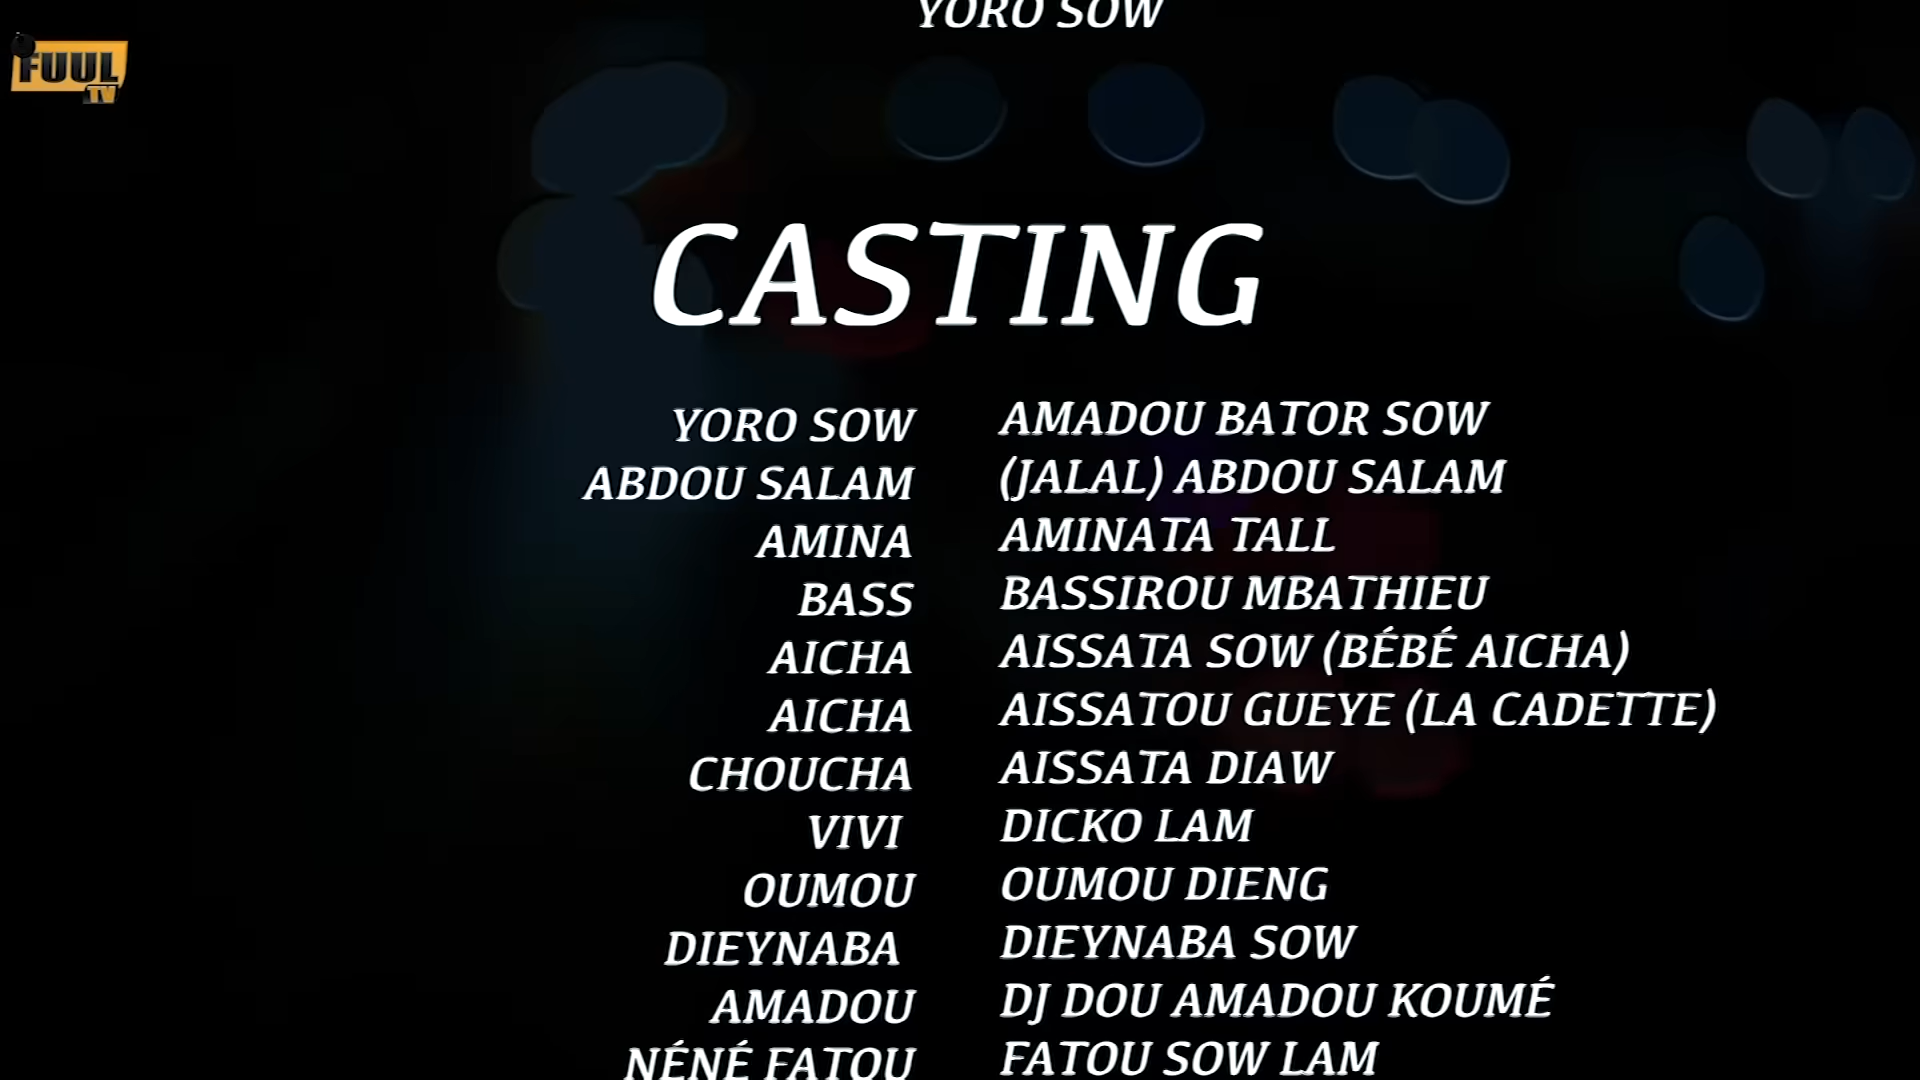 YORO SOW
FUUL
TV
CASTING
YORO SOW AMADOU BATOR SOW
ABDOU SALAM (JALAL) ABDOU SALAM
AMINA AMINATA TALL
BASS BASSIROU MBATHIEU
AICHA AISSATA SOW (BÉBÉ AICHA)
AICHA AISSATOU GUEYE (LA CADETTE)
CHOUCHA AISSATA DIAW
VIVI DICKO LAM
OUMOU OUMOU DIENG
DIEYNABA DIEYNABA SOW
AMADOU DJ DOU AMADOU KOUMÉ
NÉNÉ FATOU FATOU SOW LAM